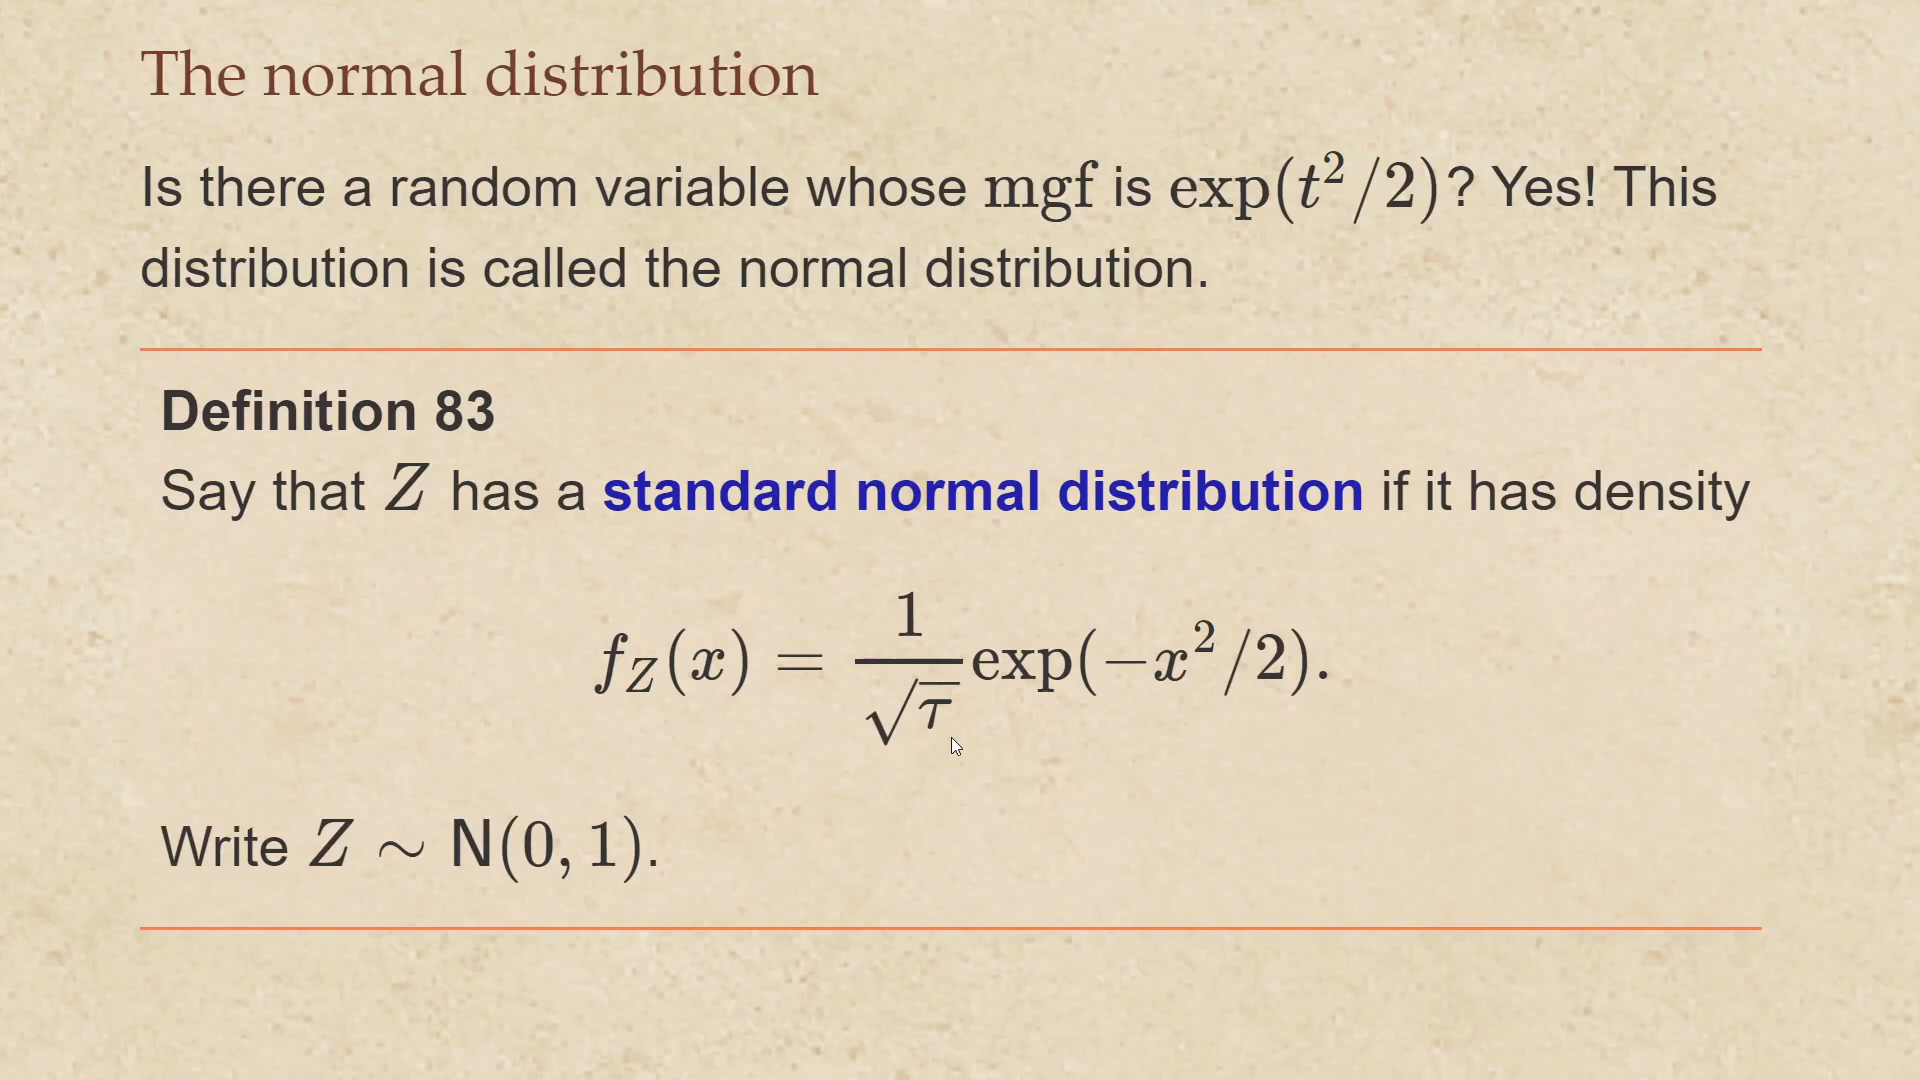 The normal distribution
Is there a random variable whose mgf is exp(t²/2)? Yes! This
distribution is called the normal distribution.
Definition 83
Say that Z has a standard normal distribution if it has density
f_Z(x) = 1/√τ exp(−x²/2).
Write Z ∼ N(0, 1).